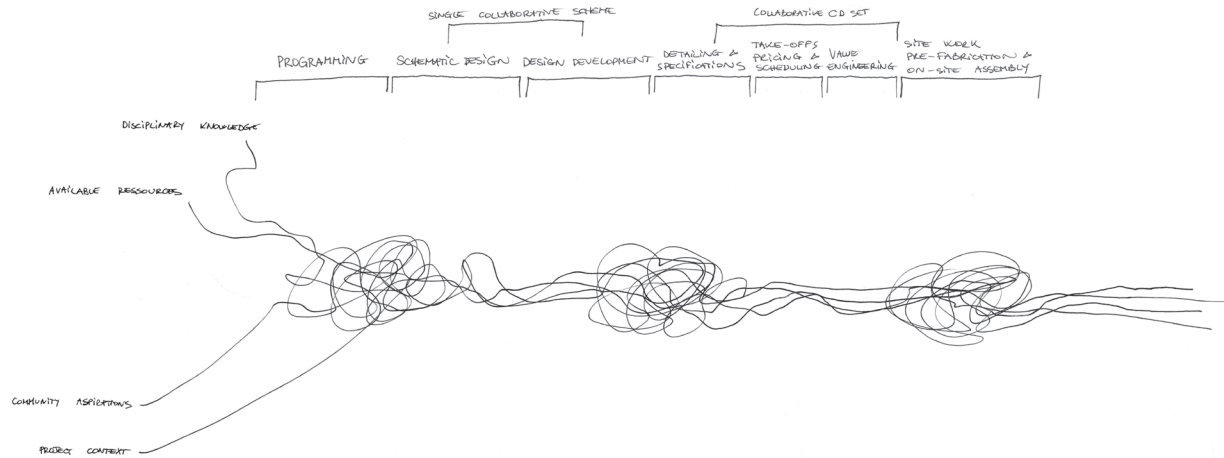 SINGLE COLLABORATIVE SCHEME
COLLABORATIVE CD SET
PROGRAMMING
SCHEMATIC DESIGN
DESIGN DEVELOPMENT
DETAILING &
SPECIFICATIONS
TAKE-OFFS
PRICING &
SCHEDULING
VALUE
ENGINEERING
SITE WORK
PRE-FABRICATION &
ON-SITE ASSEMBLY
DISCIPLINARY KNOWLEDGE
AVAILABLE RESSOURCES
COMMUNITY ASPIRATIONS
PROJECT CONTEXT